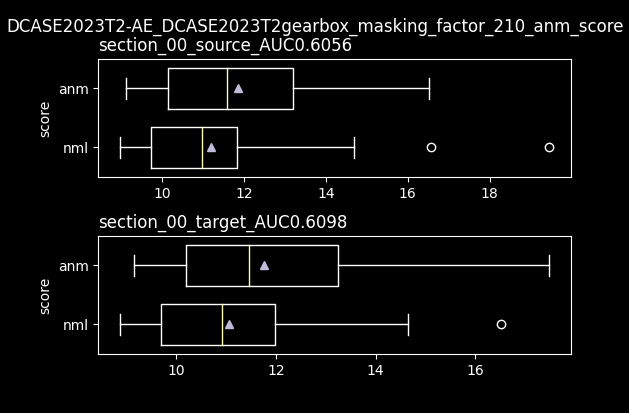 DCASE2023T2-AE_DCASE2023T2gearbox_masking_factor_210_anm_score
section_00_source_AUC0.6056
score
anm
nml
10 12 14 16 18
section_00_target_AUC0.6098
score
anm
nml
10 12 14 16